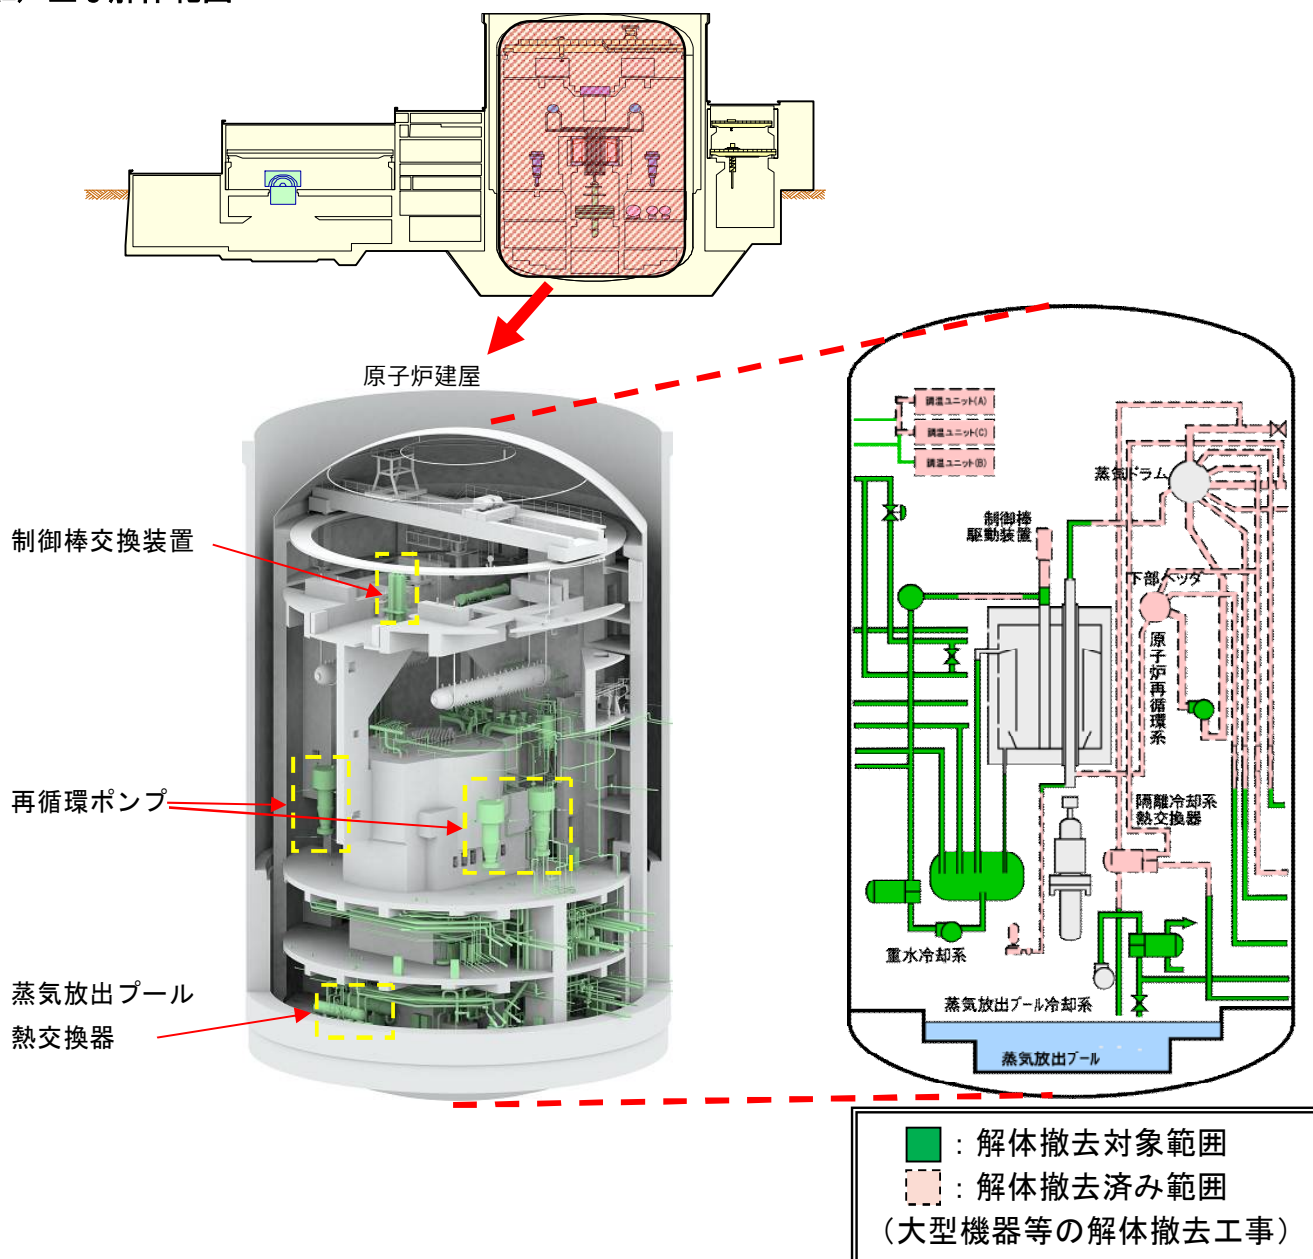 原子炉建屋
制御棒交換装置
再循環ポンプ
蒸気放出プール
熱交換器
調温ユニット(A)
調温ユニット(C)
調温ユニット(B)
蒸気ドラム
制御棒
駆動装置
下部ヘッダ
原子炉再循環系
隔離冷却系
熱交換器
重水冷却系
蒸気放出プール冷却系
蒸気放出プール
：解体撤去対象範囲
：解体撤去済み範囲
（大型機器等の解体撤去工事）